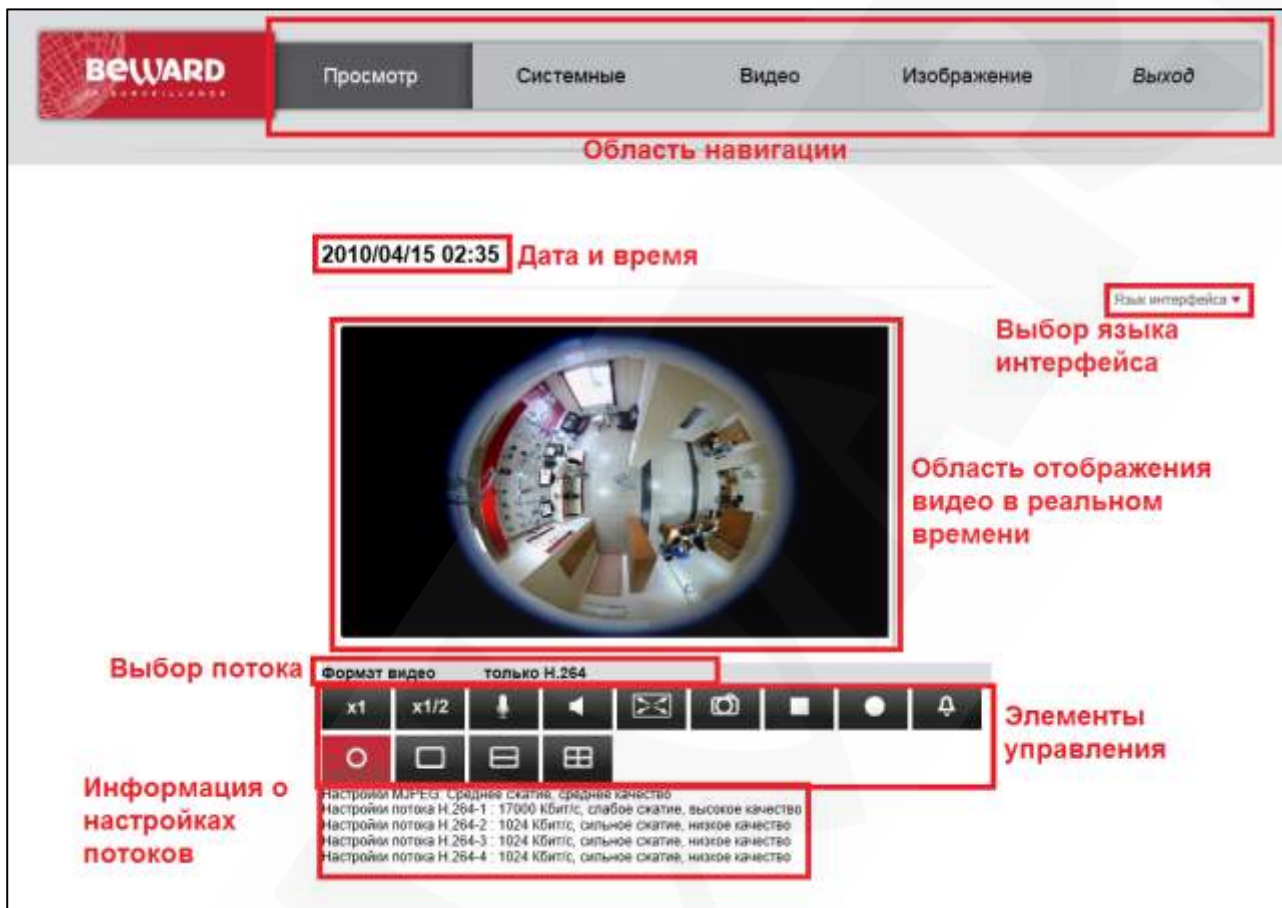 BEWARD
IP SURVEILLANCE
Просмотр
Системные
Видео
Изображение
Выход
Область навигации
2010/04/15 02:35
Дата и время
Язык интерфейса
Выбор языка
интерфейса
Область отображения
видео в реальном
времени
Выбор потока
Формат видео только H.264
x1
x1/2
Элементы
управления
Информация о
настройках
потоков
Настройки MJPEG: Среднее сжатие, среднее качество
Настройки потока H.264-1 : 17000 Кбит/с, слабое сжатие, высокое качество
Настройки потока H.264-2 : 1024 Кбит/с, сильное сжатие, низкое качество
Настройки потока H.264-3 : 1024 Кбит/с, сильное сжатие, низкое качество
Настройки потока H.264-4 : 1024 Кбит/с, сильное сжатие, низкое качество